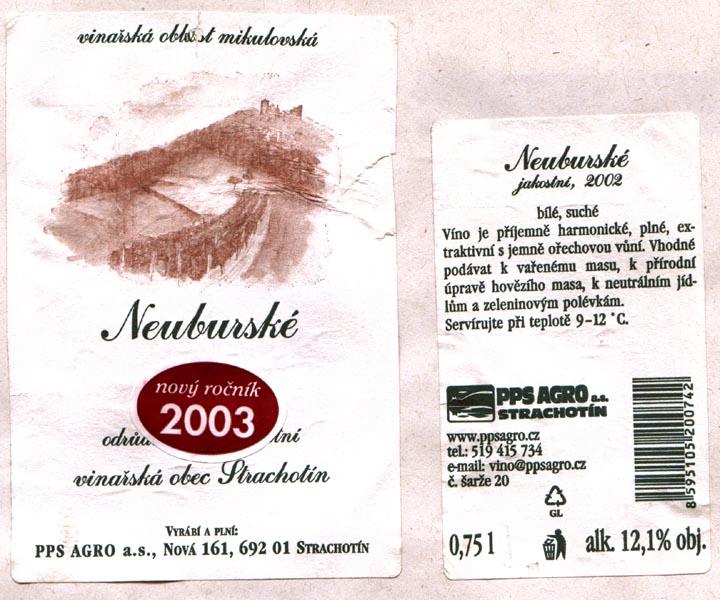 vinařská oblast mikulovská
Neuburské
nový ročník
2003
vinařská obec Strachotín
VYRÁBÍ A PLNÍ:
PPS AGRO a.s., NOVÁ 161, 692 01 STRACHOTÍN
Neuburské
jakostní, 2002
bílé, suché
Víno je příjemně harmonické, plné, ex-
traktivní s jemně ořechovou vůní. Vhodné
podávat k vařenému masu, k přírodní
úpravě hovězího masa, k neutrálním jíd-
lům a zeleninovým polévkám.
Servírujte při teplotě 9–12 °C.
PPS AGRO a.s.
STRACHOTÍN
www.ppsagro.cz
tel.: 519 415 734
e-mail: vino@ppsagro.cz
č. šarže 20
GL
8595105200742
0,75 l
alk. 12,1% obj.